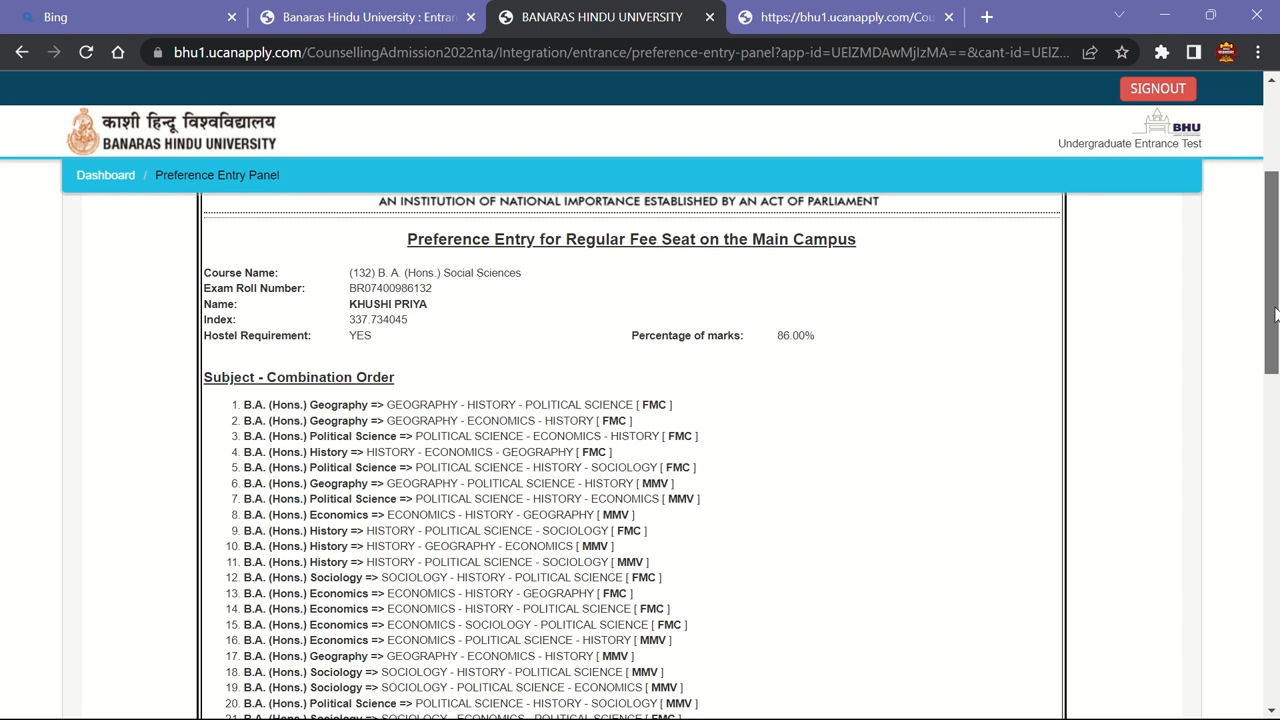 Bing
Banaras Hindu University : Entran
BANARAS HINDU UNIVERSITY
https://bhu1.ucanapply.com/Cou
bhu1.ucanapply.com/CounsellingAdmission2022nta/Integration/entrance/preference-entry-panel?app-id=UElZMDAwMjIzMA==&cant-id=UElZ...
SIGNOUT
काशी हिन्दू विश्वविद्यालय
BANARAS HINDU UNIVERSITY
BHU
Undergraduate Entrance Test
Dashboard / Preference Entry Panel
AN INSTITUTION OF NATIONAL IMPORTANCE ESTABLISHED BY AN ACT OF PARLIAMENT
Preference Entry for Regular Fee Seat on the Main Campus
Course Name: (132) B. A. (Hons.) Social Sciences
Exam Roll Number: BR07400986132
Name: KHUSHI PRIYA
Index: 337.734045
Hostel Requirement: YES Percentage of marks: 86.00%
Subject - Combination Order
1. B.A. (Hons.) Geography => GEOGRAPHY - HISTORY - POLITICAL SCIENCE [ FMC ]
2. B.A. (Hons.) Geography => GEOGRAPHY - ECONOMICS - HISTORY [ FMC ]
3. B.A. (Hons.) Political Science => POLITICAL SCIENCE - ECONOMICS - HISTORY [ FMC ]
4. B.A. (Hons.) History => HISTORY - ECONOMICS - GEOGRAPHY [ FMC ]
5. B.A. (Hons.) Political Science => POLITICAL SCIENCE - HISTORY - SOCIOLOGY [ FMC ]
6. B.A. (Hons.) Geography => GEOGRAPHY - POLITICAL SCIENCE - HISTORY [ MMV ]
7. B.A. (Hons.) Political Science => POLITICAL SCIENCE - HISTORY - ECONOMICS [ MMV ]
8. B.A. (Hons.) Economics => ECONOMICS - HISTORY - GEOGRAPHY [ MMV ]
9. B.A. (Hons.) History => HISTORY - POLITICAL SCIENCE - SOCIOLOGY [ FMC ]
10. B.A. (Hons.) History => HISTORY - GEOGRAPHY - ECONOMICS [ MMV ]
11. B.A. (Hons.) History => HISTORY - POLITICAL SCIENCE - SOCIOLOGY [ MMV ]
12. B.A. (Hons.) Sociology => SOCIOLOGY - HISTORY - POLITICAL SCIENCE [ FMC ]
13. B.A. (Hons.) Economics => ECONOMICS - HISTORY - GEOGRAPHY [ FMC ]
14. B.A. (Hons.) Economics => ECONOMICS - HISTORY - POLITICAL SCIENCE [ FMC ]
15. B.A. (Hons.) Economics => ECONOMICS - SOCIOLOGY - POLITICAL SCIENCE [ FMC ]
16. B.A. (Hons.) Economics => ECONOMICS - POLITICAL SCIENCE - HISTORY [ MMV ]
17. B.A. (Hons.) Geography => GEOGRAPHY - ECONOMICS - HISTORY [ MMV ]
18. B.A. (Hons.) Sociology => SOCIOLOGY - HISTORY - POLITICAL SCIENCE [ MMV ]
19. B.A. (Hons.) Sociology => SOCIOLOGY - POLITICAL SCIENCE - ECONOMICS [ MMV ]
20. B.A. (Hons.) Political Science => POLITICAL SCIENCE - HISTORY - SOCIOLOGY [ MMV ]
21. B.A. (Hons.) Sociology => SOCIOLOGY - ECONOMICS - POLITICAL SCIENCE [ FMC ]